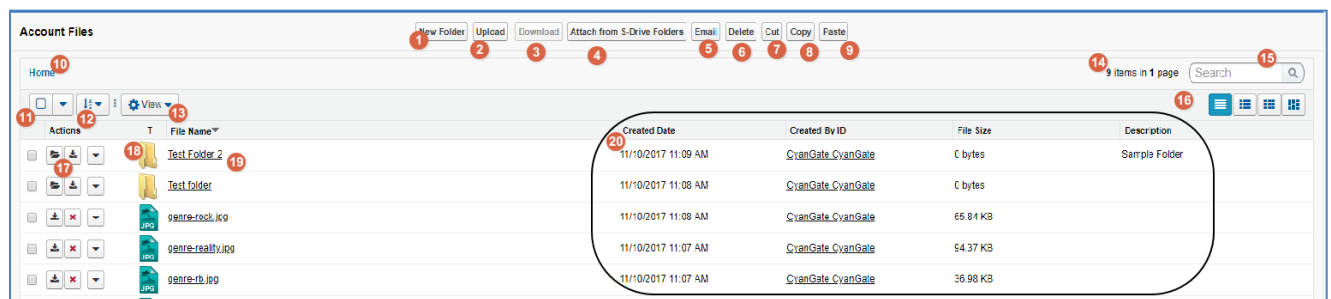 Account Files New Folder Upload Download Attach from S-Drive Folders Email Delete Cut Copy Paste
1 2 3 4 5 6 7 8 9
Home 10 14 9 items in 1 page Search 15
11 12 View 13 16
Actions T File Name Created Date Created By ID File Size Description
17 18 Test Folder 2 19 20 11/10/2017 11:09 AM CyanGate CyanGate 0 bytes Sample Folder
Test folder 11/10/2017 11:08 AM CyanGate CyanGate 0 bytes
JPG genre-rock.jpg 11/10/2017 11:08 AM CyanGate CyanGate 65.84 KB
JPG genre-reality.jpg 11/10/2017 11:07 AM CyanGate CyanGate 94.37 KB
JPG genre-rb.jpg 11/10/2017 11:07 AM CyanGate CyanGate 36.98 KB